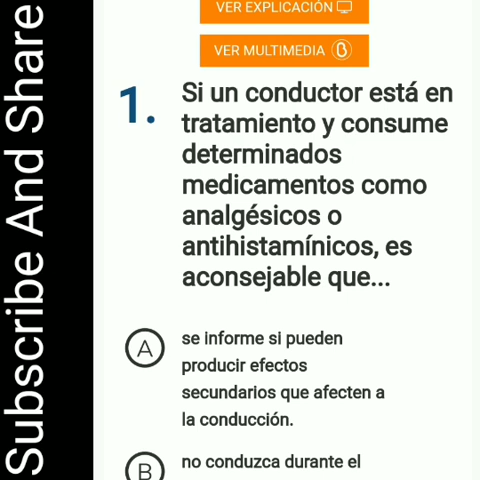 Subscribe And Share
VER EXPLICACIÓN
VER MULTIMEDIA
1.
Si un conductor está en
tratamiento y consume
determinados
medicamentos como
analgésicos o
antihistamínicos, es
aconsejable que...
A
se informe si pueden
producir efectos
secundarios que afecten a
la conducción.
B
no conduzca durante el